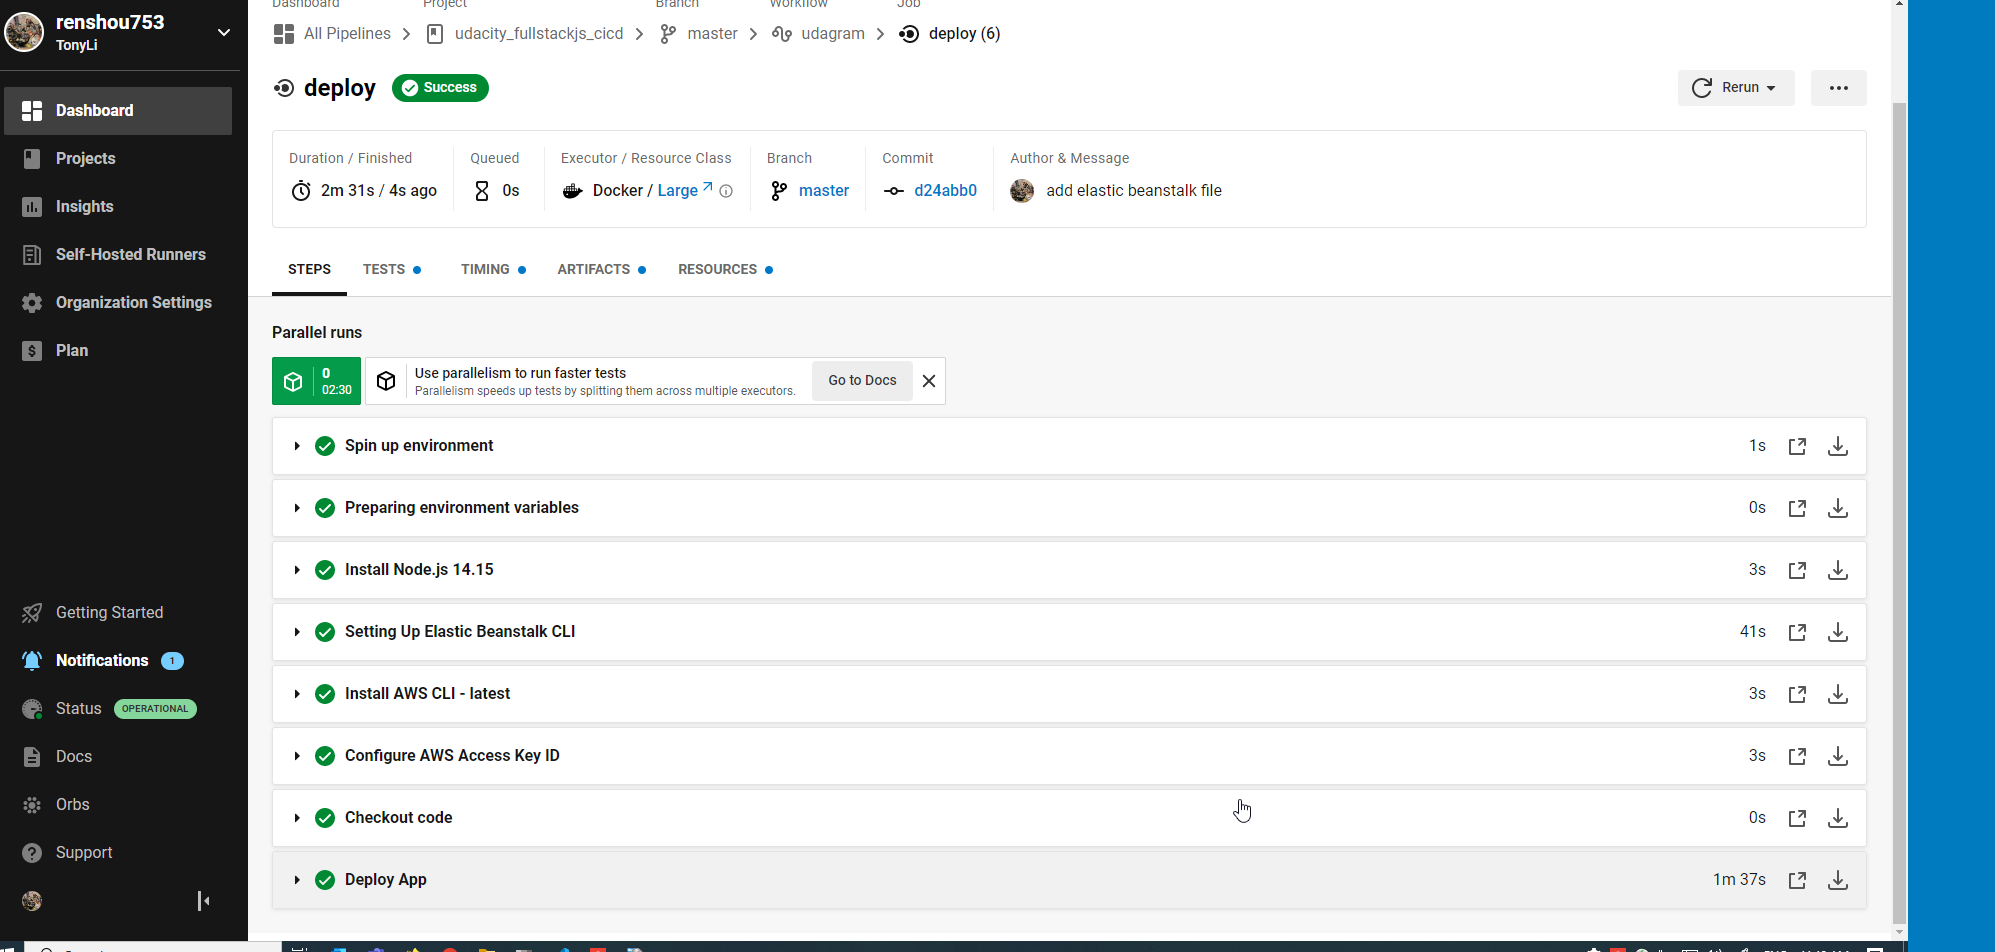 renshou753
TonyLi
Dashboard
Projects
Insights
Self-Hosted Runners
Organization Settings
Plan
Getting Started
Notifications 1
Status OPERATIONAL
Docs
Orbs
Support
Dashboard Project Branch Workflow Job
All Pipelines udacity_fullstackjs_cicd master udagram deploy (6)
deploy Success Rerun
Duration / Finished Queued Executor / Resource Class Branch Commit Author & Message
2m 31s / 4s ago 0s Docker / Large master d24abb0 add elastic beanstalk file
STEPS TESTS TIMING ARTIFACTS RESOURCES
Parallel runs
0
02:30
Use parallelism to run faster tests
Parallelism speeds up tests by splitting them across multiple executors.
Go to Docs
Spin up environment 1s
Preparing environment variables 0s
Install Node.js 14.15 3s
Setting Up Elastic Beanstalk CLI 41s
Install AWS CLI - latest 3s
Configure AWS Access Key ID 3s
Checkout code 0s
Deploy App 1m 37s